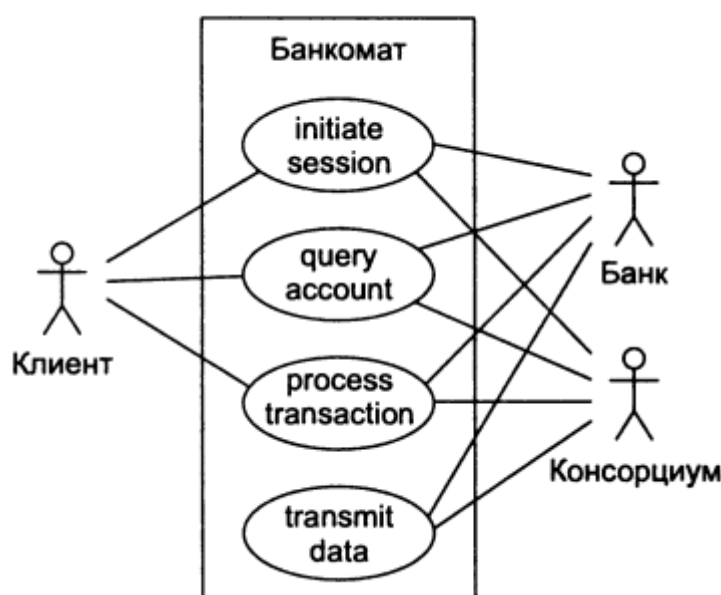 Банкомат
initiate
session
query
account
process
transaction
transmit
data
Клиент
Банк
Консорциум